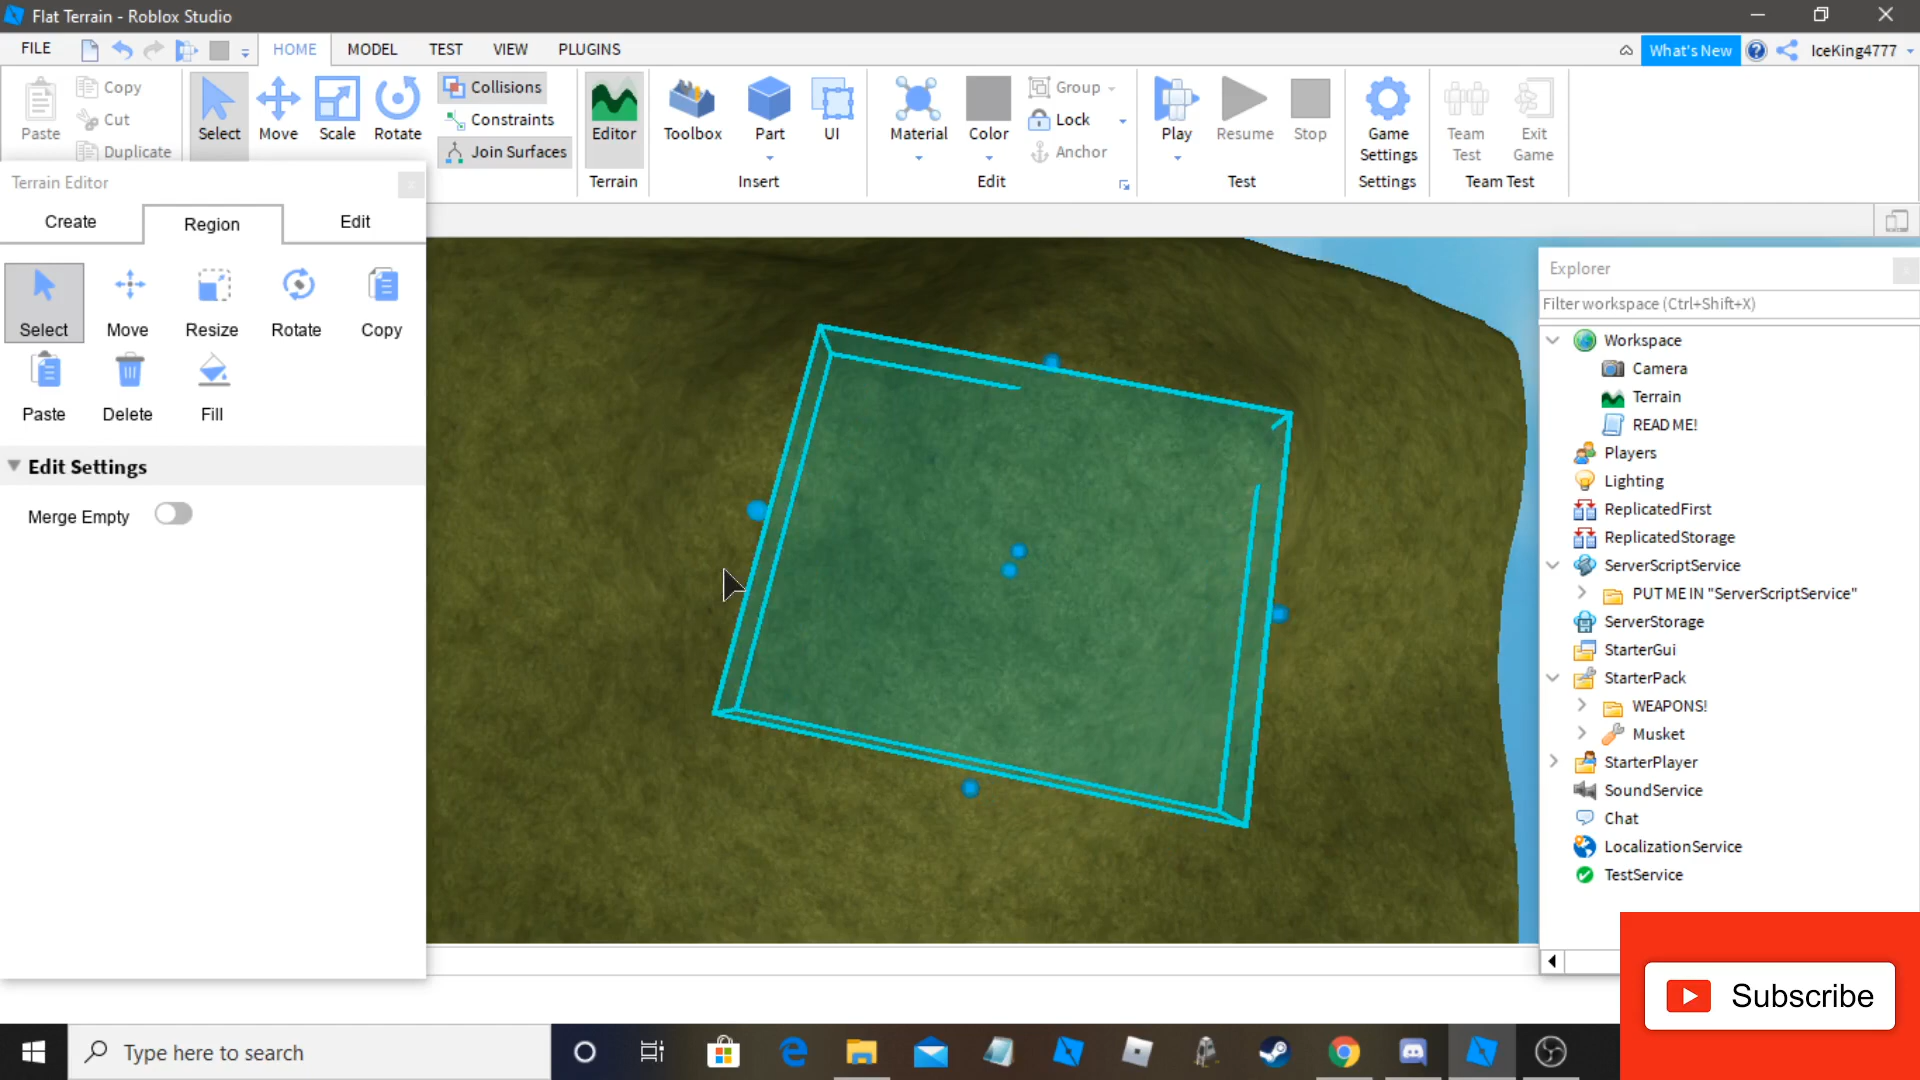 Flat Terrain - Roblox Studio
FILE HOME MODEL TEST VIEW PLUGINS What's New IceKing4777
Paste Copy Cut Duplicate
Select Move Scale Rotate
Collisions
Constraints
Join Surfaces
Editor
Terrain
Toolbox Part UI
Insert
Material Color
Group
Lock
Anchor
Edit
Play Resume Stop
Test
Game Settings
Settings
Team Test Exit Game
Team Test
Terrain Editor
Create Region Edit
Select Move Resize Rotate Copy
Paste Delete Fill
Edit Settings
Merge Empty
Explorer
Filter workspace (Ctrl+Shift+X)
Workspace
Camera
Terrain
READ ME!
Players
Lighting
ReplicatedFirst
ReplicatedStorage
ServerScriptService
PUT ME IN "ServerScriptService"
ServerStorage
StarterGui
StarterPack
WEAPONS!
Musket
StarterPlayer
SoundService
Chat
LocalizationService
TestService
Subscribe
Type here to search